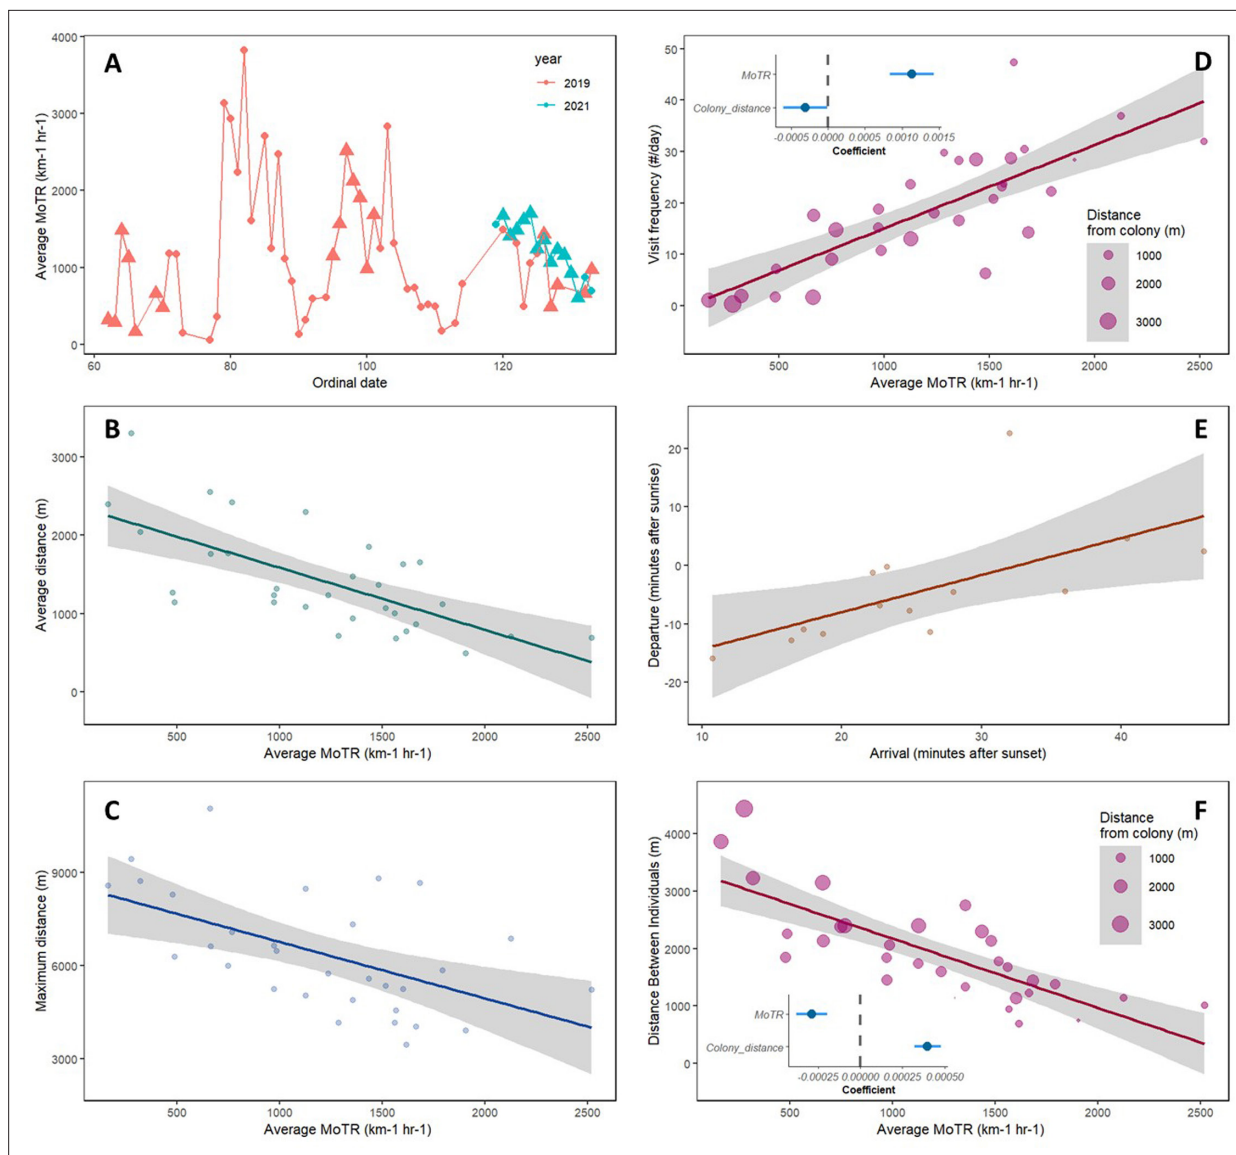 A
year
2019
2021
4000
3000
2000
1000
0
60
80
100
120
Average MoTR (km-1 hr-1)
Ordinal date
D
MoTR
Colony_distance
-0.0005
0.0000
0.0005
0.0010
0.0015
Coefficient
50
40
30
20
10
0
500
1000
1500
2000
2500
Visit frequency (#/day)
Average MoTR (km-1 hr-1)
Distance
from colony (m)
1000
2000
3000
B
3000
2000
1000
0
500
1000
1500
2000
2500
Average distance (m)
Average MoTR (km-1 hr-1)
E
20
10
0
-10
-20
10
20
30
40
Departure (minutes after sunrise)
Arrival (minutes after sunset)
C
9000
6000
3000
500
1000
1500
2000
2500
Maximum distance (m)
Average MoTR (km-1 hr-1)
F
Distance
from colony (m)
1000
2000
3000
4000
3000
2000
1000
0
500
1000
1500
2000
2500
Distance Between Individuals (m)
Average MoTR (km-1 hr-1)
MoTR
Colony_distance
-0.00025
0.00000
0.00025
0.00050
Coefficient